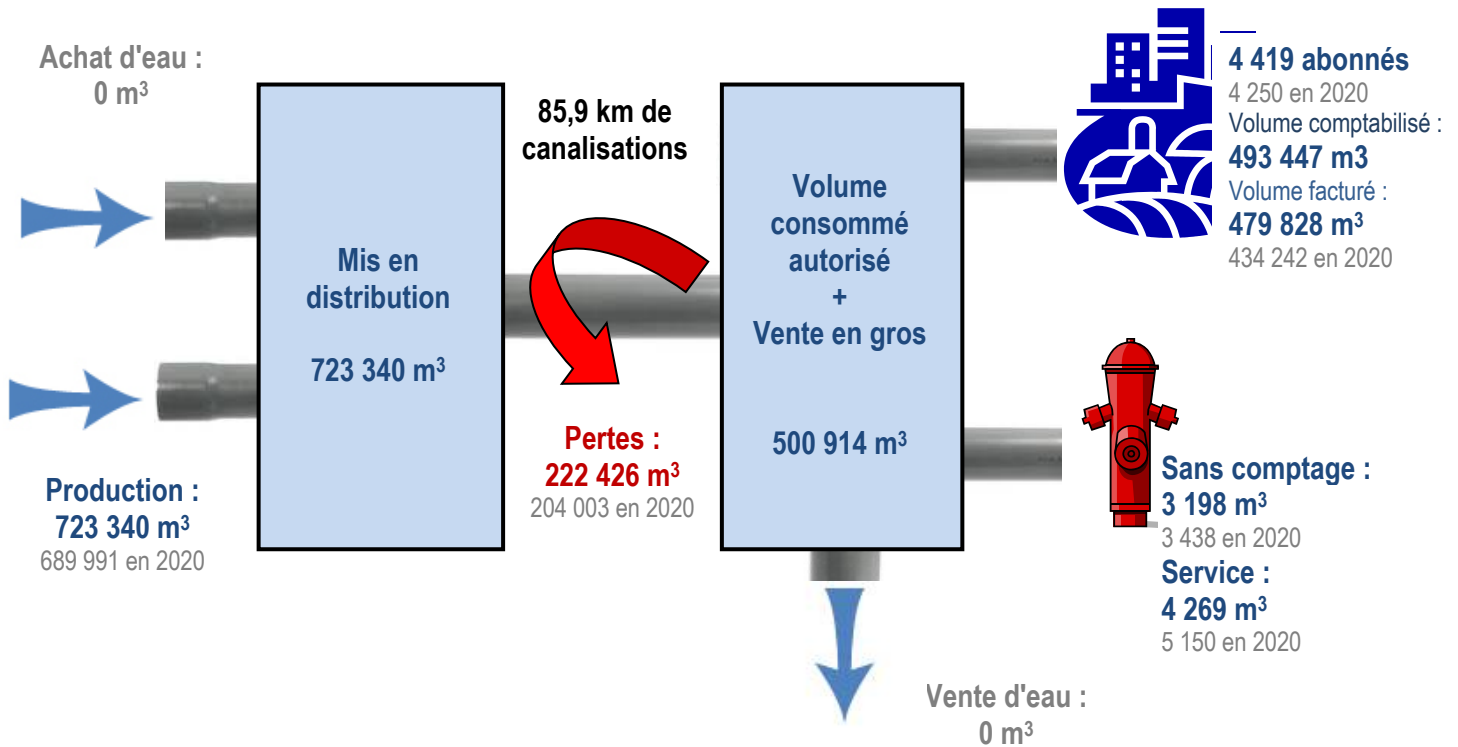 Achat d'eau :
0 m³
Production :
723 340 m³
689 991 en 2020
Mis en
distribution
723 340 m³
85,9 km de
canalisations
Pertes :
222 426 m³
204 003 en 2020
Volume
consommé
autorisé
+
Vente en gros
500 914 m³
4 419 abonnés
4 250 en 2020
Volume comptabilisé :
493 447 m3
Volume facturé :
479 828 m³
434 242 en 2020
Sans comptage :
3 198 m³
3 438 en 2020
Service :
4 269 m³
5 150 en 2020
Vente d'eau :
0 m³